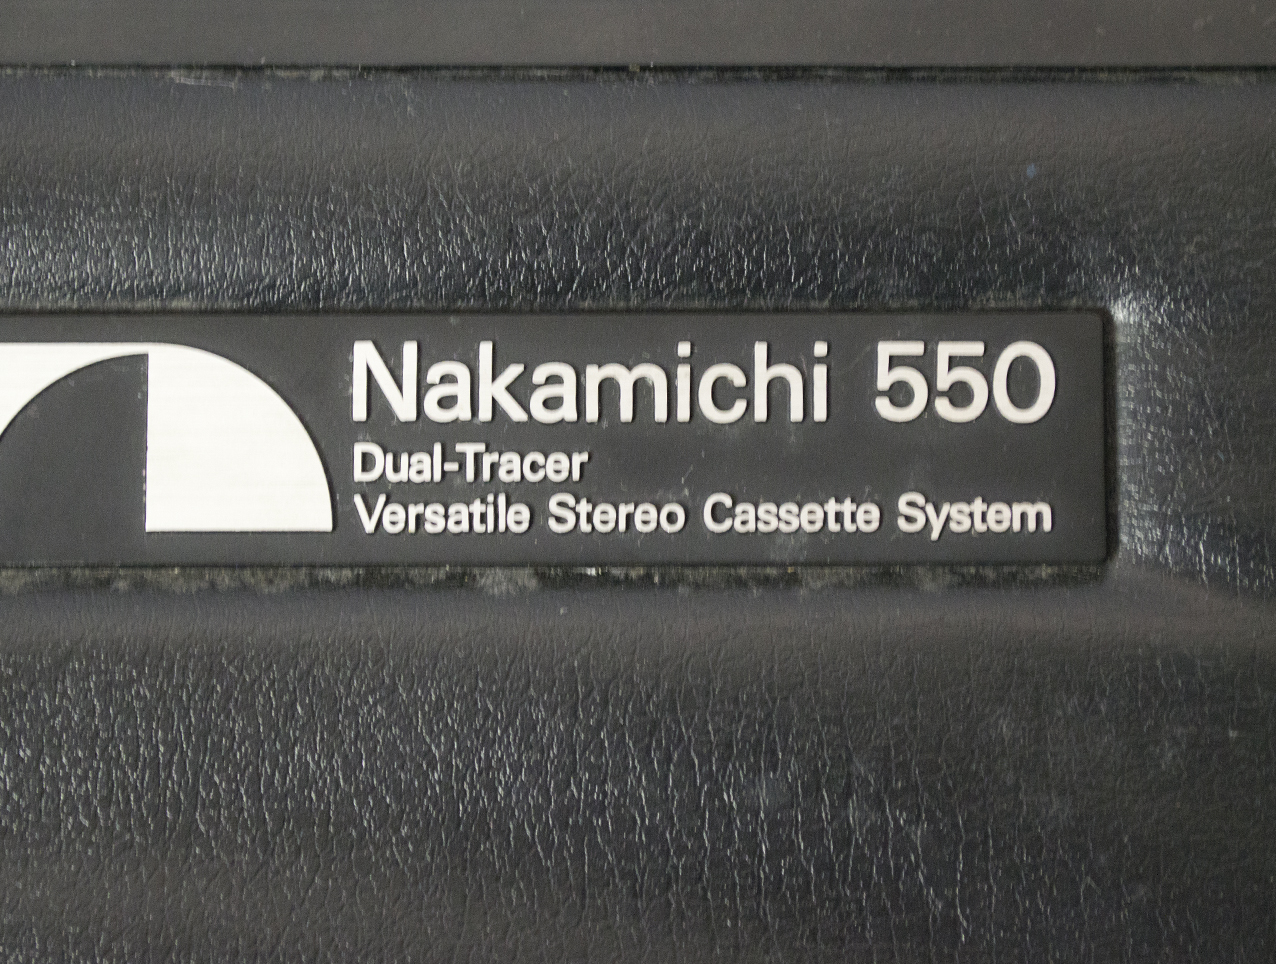 Nakamichi 550
Dual-Tracer
Versatile Stereo Cassette System